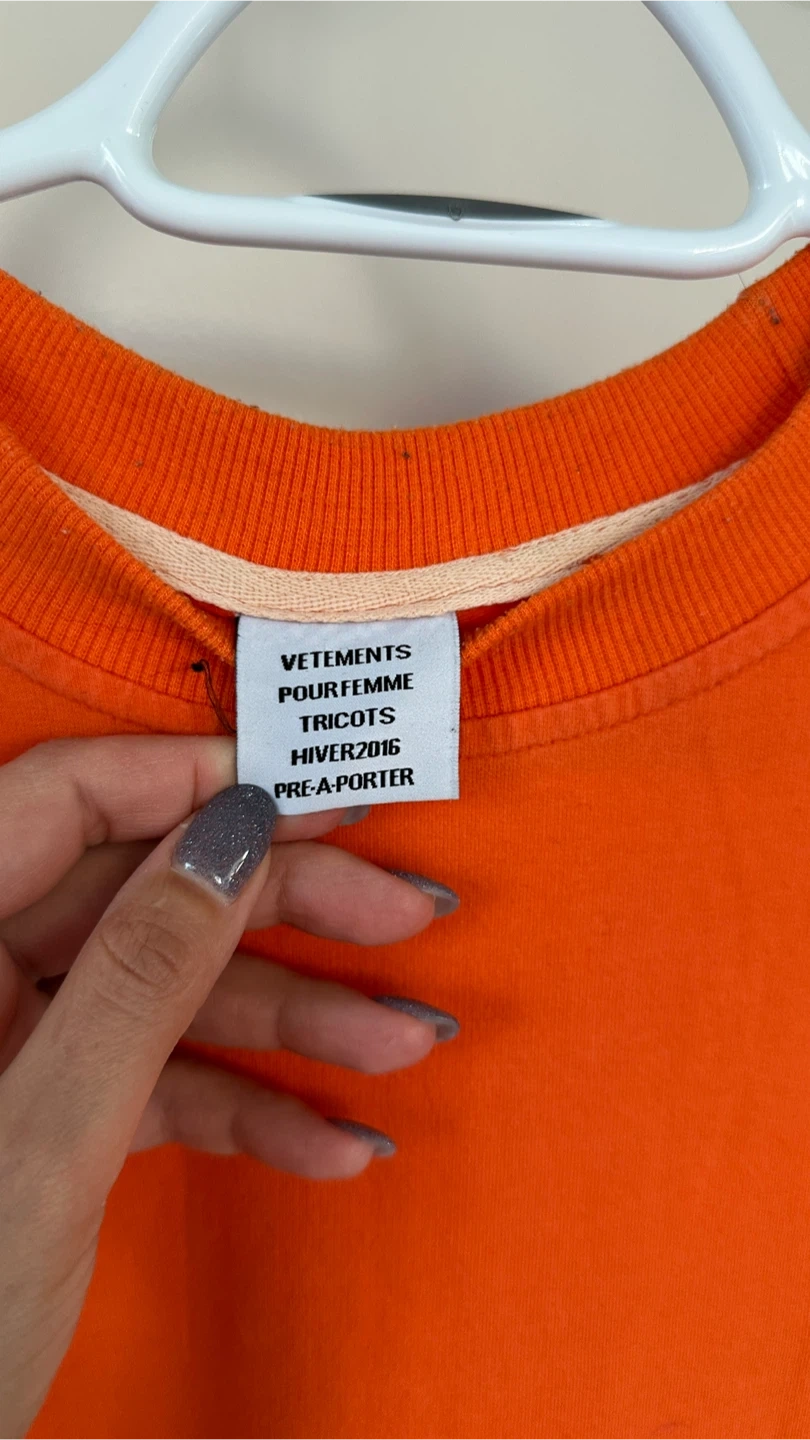 VETEMENTS
POUR FEMME
TRICOTS
HIVER2016
PRE-A-PORTER